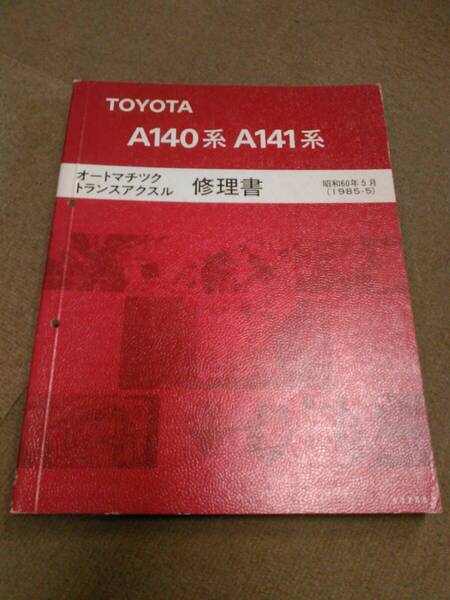 TOYOTA
A140系 A141系
オートマチツク
トランスアクスル
修理書
昭和60年5月
(1985-5)